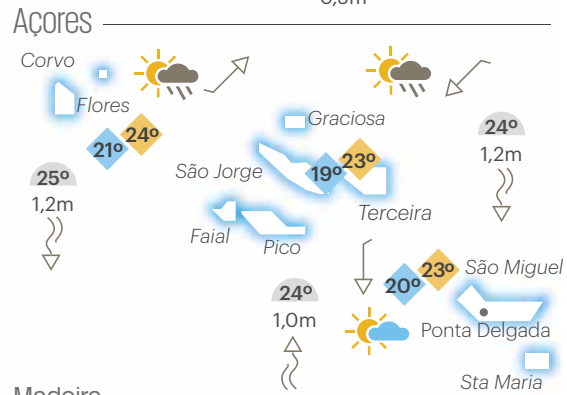 Açores
Corvo
Flores
21º 24º
25º
1,2m
Graciosa
São Jorge
19º 23º
Terceira
Faial
Pico
24º
1,2m
24º
1,0m
20º 23º
São Miguel
Ponta Delgada
Sta Maria